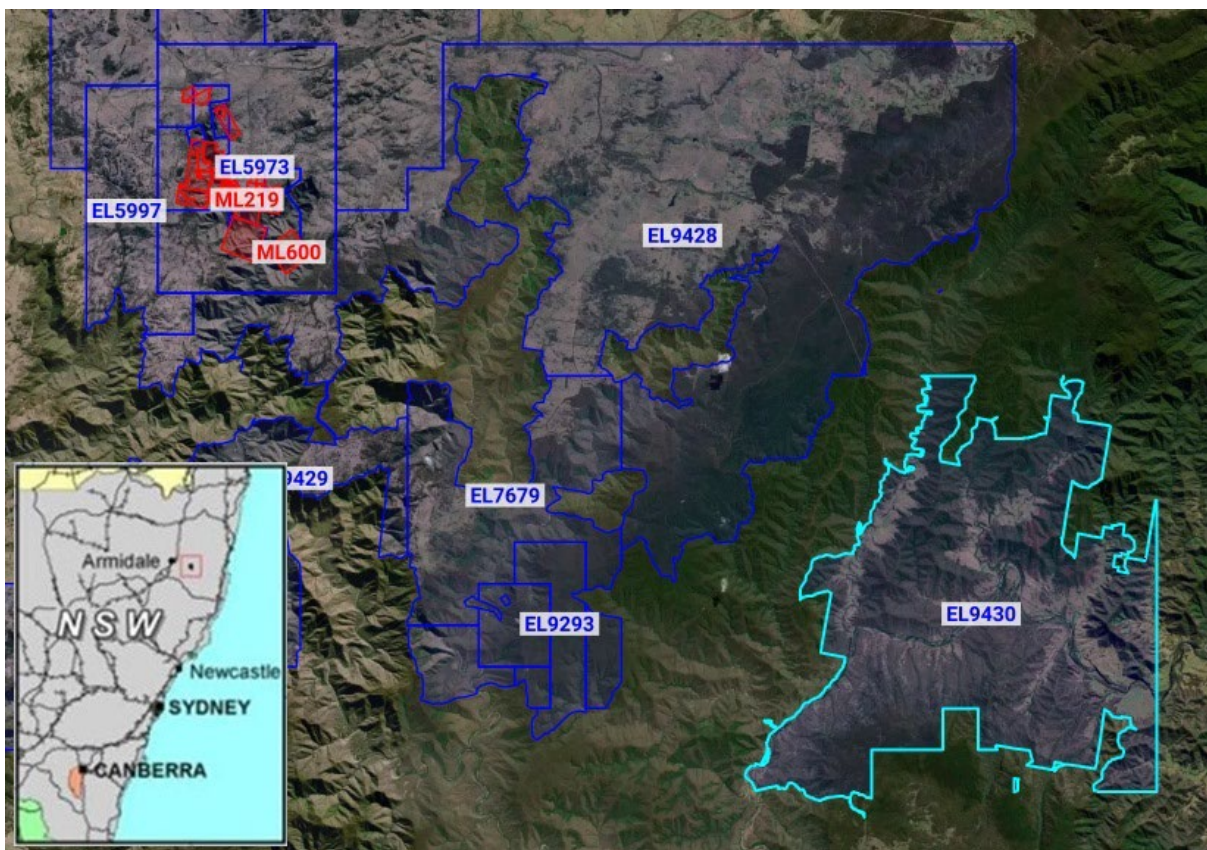 EL5973
ML219
EL5997
EL9428
ML600
9429
EL7679
EL9293
EL9430
Armidale
NSW
Newcastle
SYDNEY
CANBERRA